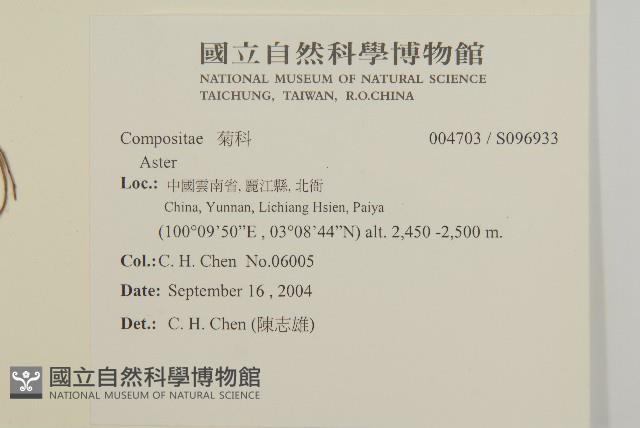 國立自然科學博物館
NATIONAL MUSEUM OF NATURAL SCIENCE
TAICHUNG, TAIWAN, R.O.CHINA
Compositae 菊科 004703 / S096933
Aster
Loc.: 中國雲南省, 麗江縣, 北衙
China, Yunnan, Lichiang Hsien, Paiya
(100°09'50"E , 03°08'44"N) alt. 2,450 -2,500 m.
Col.: C. H. Chen No.06005
Date: September 16 , 2004
Det.: C. H. Chen (陳志雄)
國立自然科學博物館
NATIONAL MUSEUM OF NATURAL SCIENCE